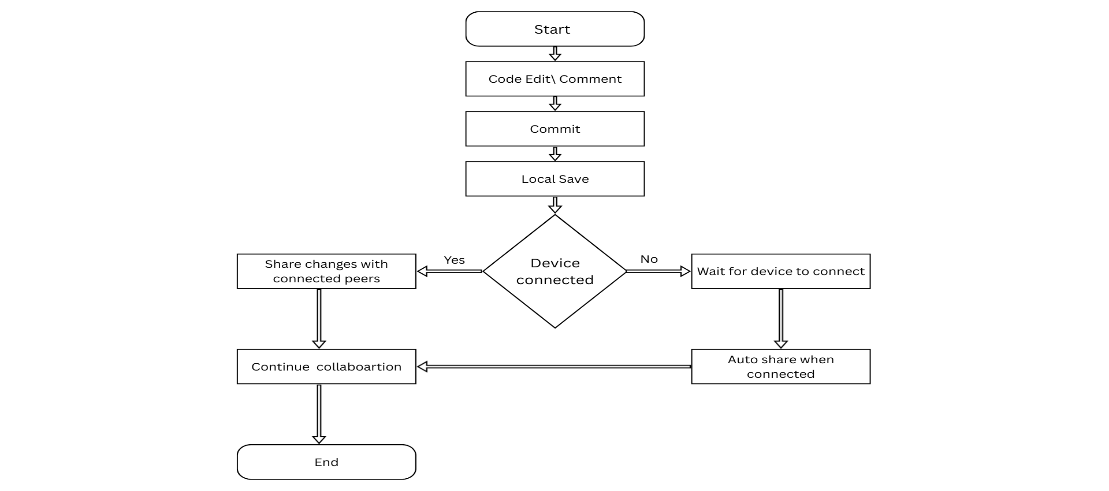 Start
Code Edit\ Comment
Commit
Local Save
Device
connected
Yes
No
Share changes with
connected peers
Wait for device to connect
Continue  collaboartion
Auto share when
connected
End